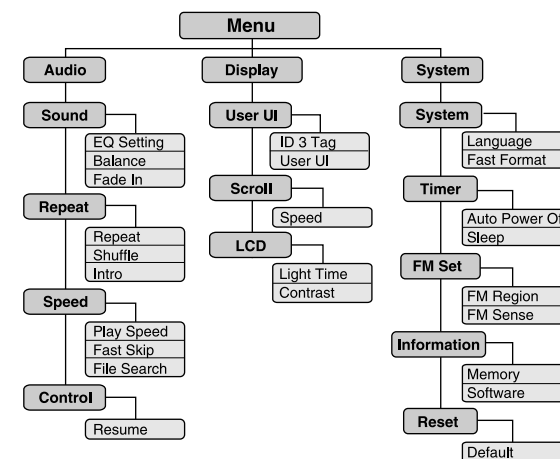 Menu
Audio
Sound
EQ Setting
Balance
Fade In
Repeat
Repeat
Shuffle
Intro
Speed
Play Speed
Fast Skip
File Search
Control
Resume
Display
User UI
ID 3 Tag
User UI
Scroll
Speed
LCD
Light Time
Contrast
System
System
Language
Fast Format
Timer
Auto Power
Sleep
FM Set
FM Region
FM Sense
Information
Memory
Software
Reset
Default